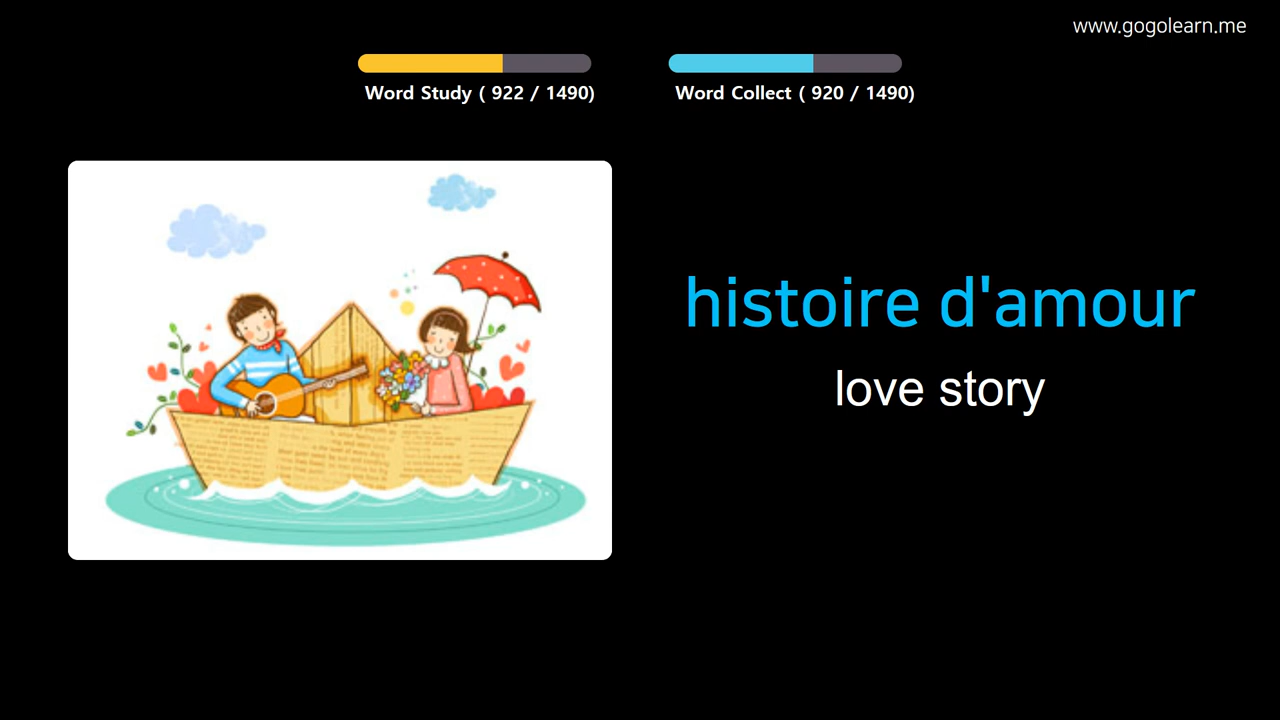 www.gogolearn.me
Word Study ( 922 / 1490)
Word Collect ( 920 / 1490)
histoire d'amour
love story